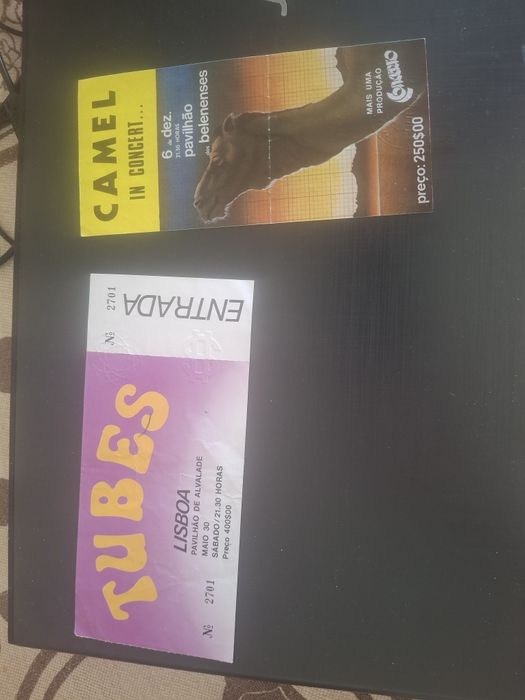 CAMEL
IN CONCERT...
6 de dez.
21.30 HORAS
pavilhão
dos belenenses
MAIS UMA
PRODUÇÃO
preço: 250$00
TUBES
LISBOA
PAVILHÃO DE ALVALADE
MAIO 30
SÁBADO/21.30 HORAS
Preço 400$00
Nº 2701
Nº 2701
ENTRADA